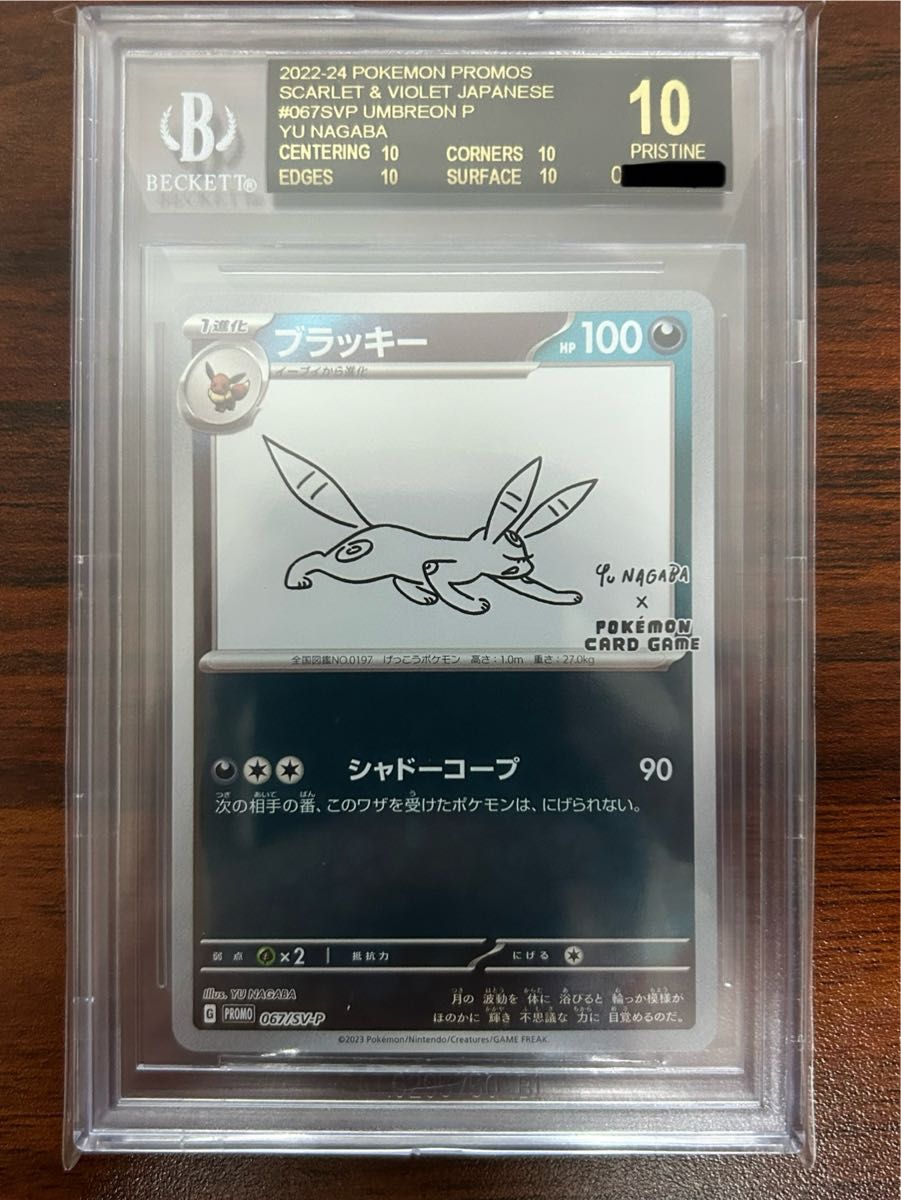 2022-24 POKEMON PROMOS
SCARLET & VIOLET JAPANESE
#067SVP UMBREON P
YU NAGABA
CENTERING 10 CORNERS 10
EDGES 10 SURFACE 10
10
PRISTINE
B
BECKETT®
1進化
ブラッキー
HP 100
イーブイから進化
Yu NAGABA
×
POKÉMON
CARD GAME
全国図鑑NO.0197 げっこうポケモン 高さ：1.0m 重さ：27.0kg
シャドーコープ 90
次の相手の番、このワザを受けたポケモンは、にげられない。
弱点 ×2 抵抗力 にげる
Illus. YU NAGABA
G PROMO 067/SV-P
月の波動を体に浴びると輪っか模様が
ほのかに輝き不思議な力に目覚めるのだ。
©2023 Pokémon/Nintendo/Creatures/GAME FREAK.